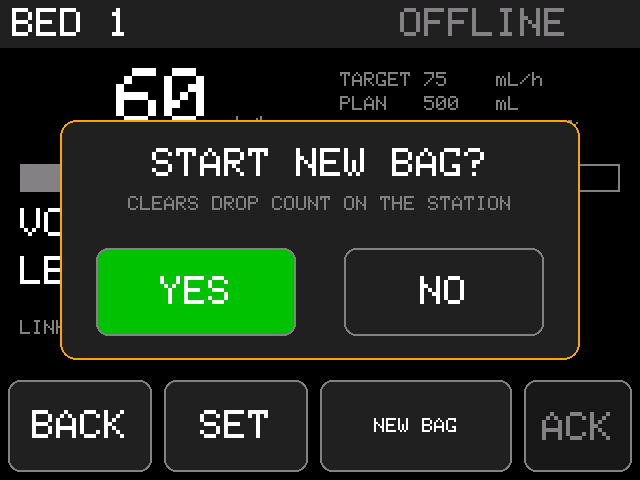 BED 1 OFFLINE
60 TARGET 75 mL/h
PLAN 500 mL
START NEW BAG?
CLEARS DROP COUNT ON THE STATION
YES NO
BACK SET NEW BAG ACK